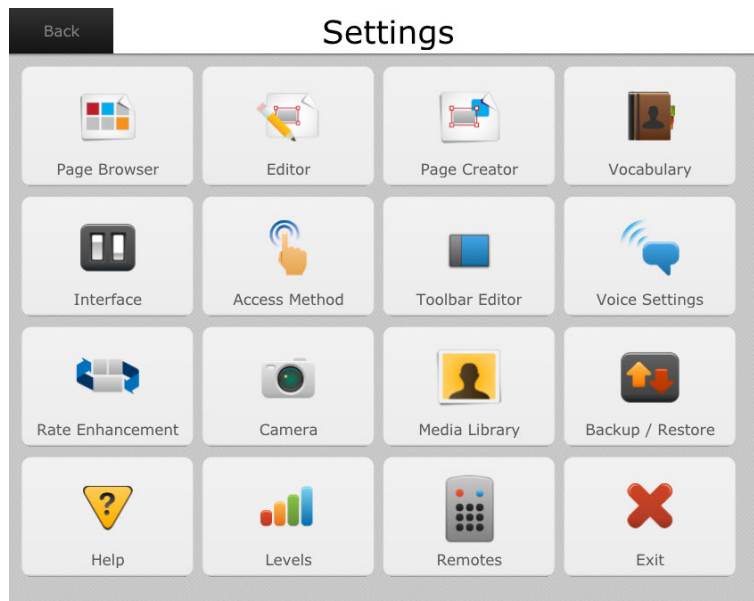 Back
Settings
Page Browser
Editor
Page Creator
Vocabulary
Interface
Access Method
Toolbar Editor
Voice Settings
Rate Enhancement
Camera
Media Library
Backup / Restore
?
Help
Levels
Remotes
Exit